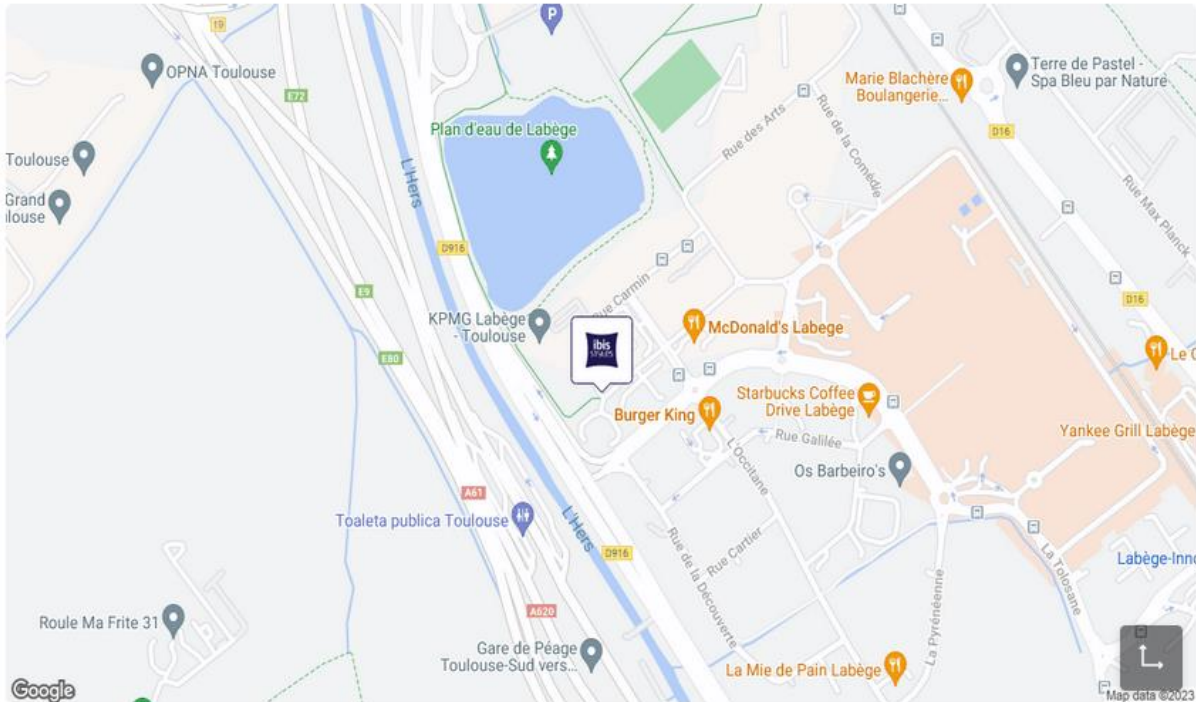 19
OPNA Toulouse
E72
Toulouse
Grand
ulouse
L'Hers
Plan d'eau de Labège
P
D916
E9
E80
KPMG Labège
- Toulouse
ibis
STYLES
Rue Carmin
Rue des Arts
Rue de la Comédie
Marie Blachère
Boulangerie...
Terre de Pastel -
Spa Bleu par Nature
D16
Rue Max Planck
D16
McDonald's Labege
Burger King
Starbucks Coffee
Drive Labège
Le C
Yankee Grill Labège
Rue Galilée
L'Occitane
Os Barbeiro's
A61
Toaleta publica Toulouse
L'Hers
D916
Rue Cartier
Rue de la Découverte
La Pyrénéenne
La Tolosane
Labège-Inno
A620
Roule Ma Frite 31
Gare de Péage
Toulouse-Sud vers...
La Mie de Pain Labège
Google
Map data ©2023